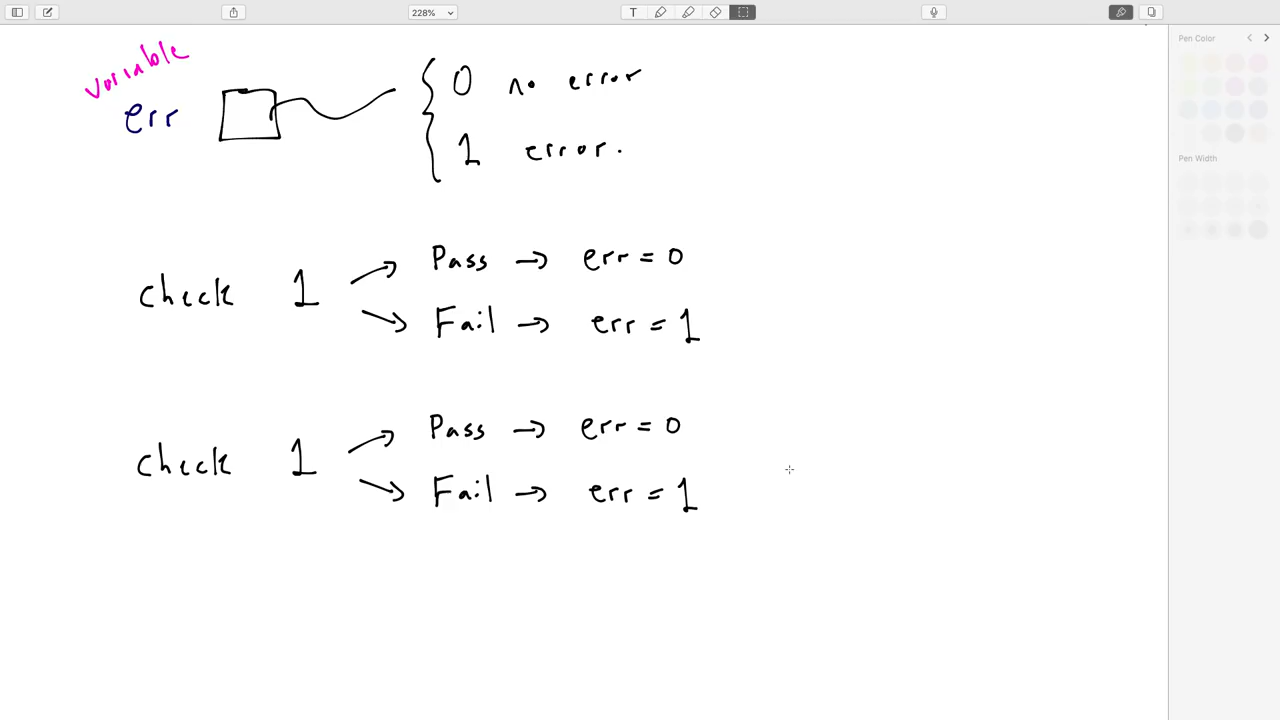 228%
Pen Color
Pen Width
variable
err { 0 no error
1 error.
check 1 → Pass → err = 0
→ Fail → err = 1
check 1 → Pass → err = 0
→ Fail → err = 1